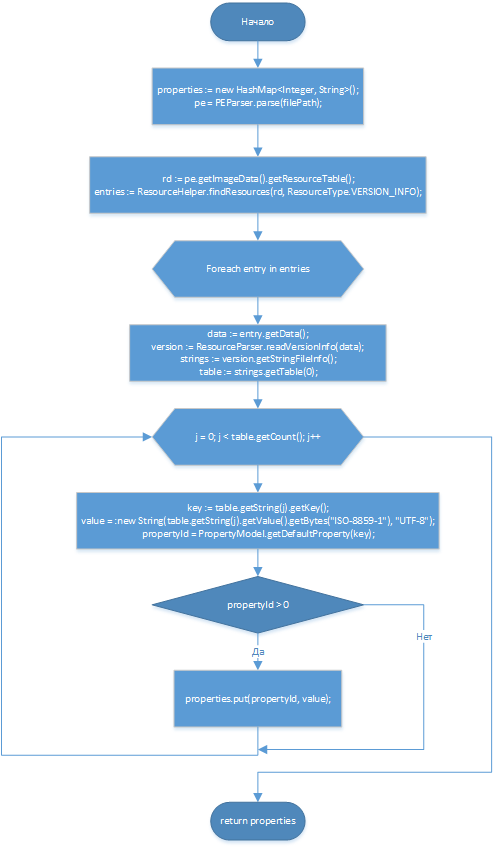 Начало
properties := new HashMap<Integer, String>();
pe = PEParser.parse(filePath);
rd := pe.getImageData().getResourceTable();
entries := ResourceHelper.findResources(rd, ResourceType.VERSION_INFO);
Foreach entry in entries
data := entry.getData();
version := ResourceParser.readVersionInfo(data);
strings := version.getStringFileInfo();
table := strings.getTable(0);
j = 0; j < table.getCount(); j++
key := table.getString(j).getKey();
value = :new String(table.getString(j).getValue().getBytes("ISO-8859-1"), "UTF-8");
propertyId = PropertyModel.getDefaultProperty(key);
propertyId > 0
Нет
Да
properties.put(propertyId, value);
return properties